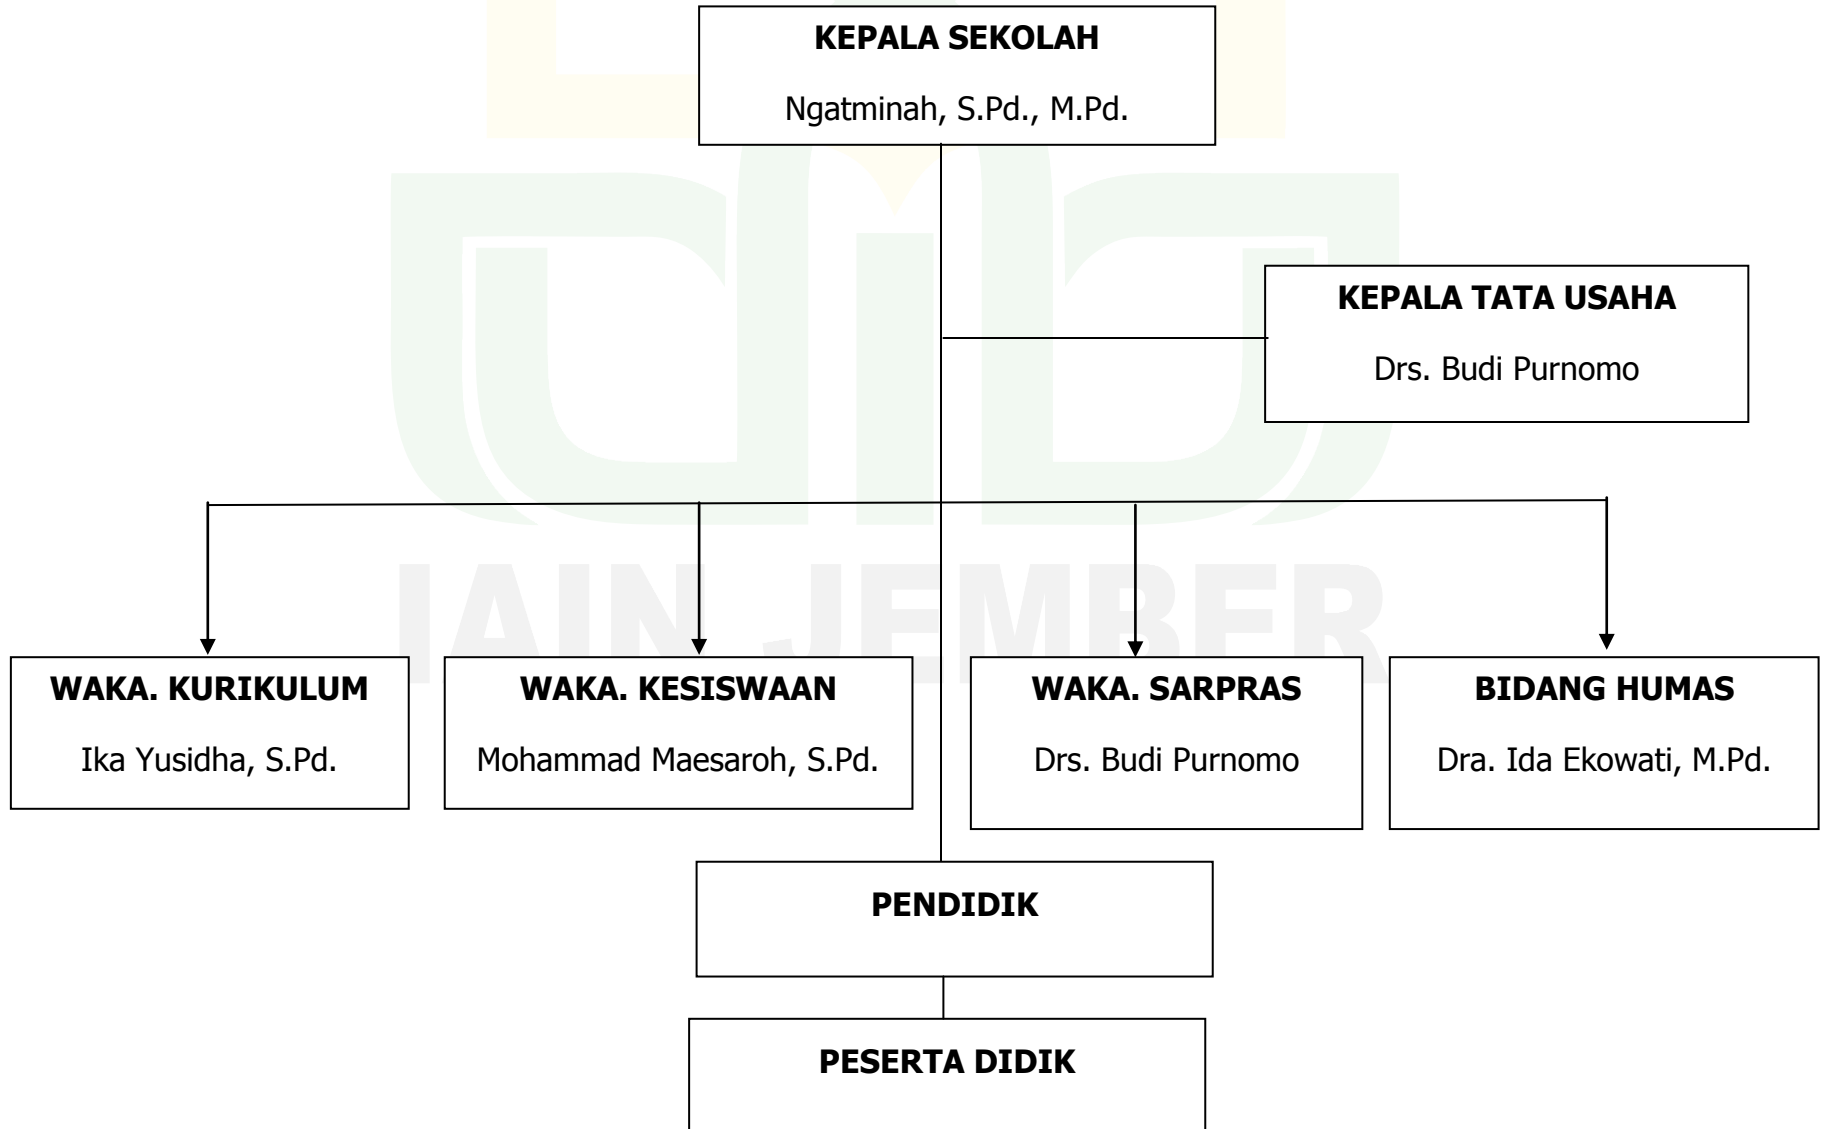 KEPALA SEKOLAH
Ngatminah, S.Pd., M.Pd.
KEPALA TATA USAHA
Drs. Budi Purnomo
IAIN JEMBER
WAKA. KURIKULUM
Ika Yusidha, S.Pd.
WAKA. KESISWAAN
Mohammad Maesaroh, S.Pd.
WAKA. SARPRAS
Drs. Budi Purnomo
BIDANG HUMAS
Dra. Ida Ekowati, M.Pd.
PENDIDIK
PESERTA DIDIK